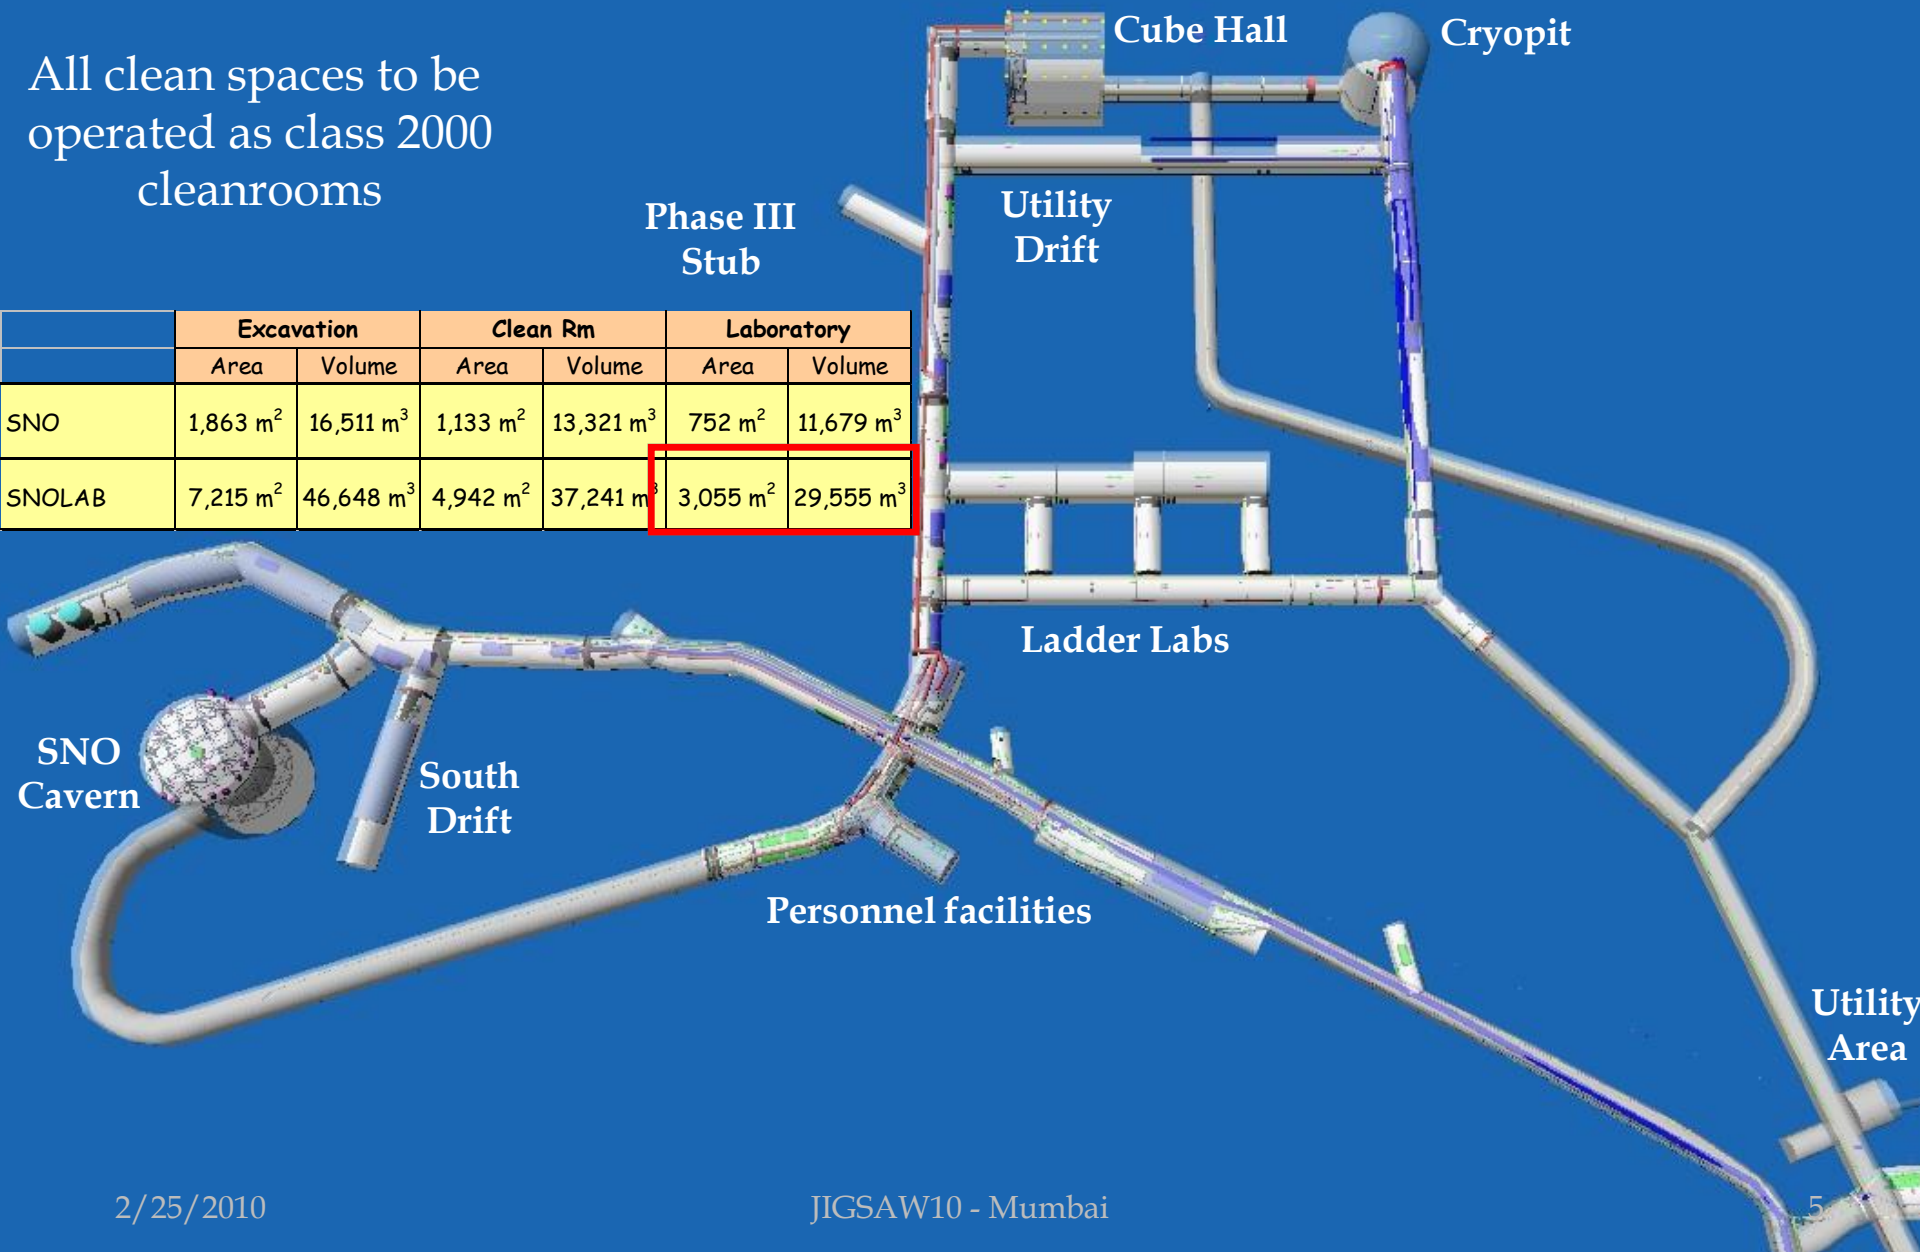 All clean spaces to be
operated as class 2000
cleanrooms
Cube Hall
Cryopit
Phase III
Stub
Utility
Drift
Excavation Clean Rm Laboratory
Area Volume Area Volume Area Volume
SNO 1,863 m² 16,511 m³ 1,133 m² 13,321 m³ 752 m² 11,679 m³
SNOLAB 7,215 m² 46,648 m³ 4,942 m² 37,241 m³ 3,055 m² 29,555 m³
Ladder Labs
SNO
Cavern
South
Drift
Personnel facilities
Utility
Area
2/25/2010
JIGSAW10 - Mumbai
5